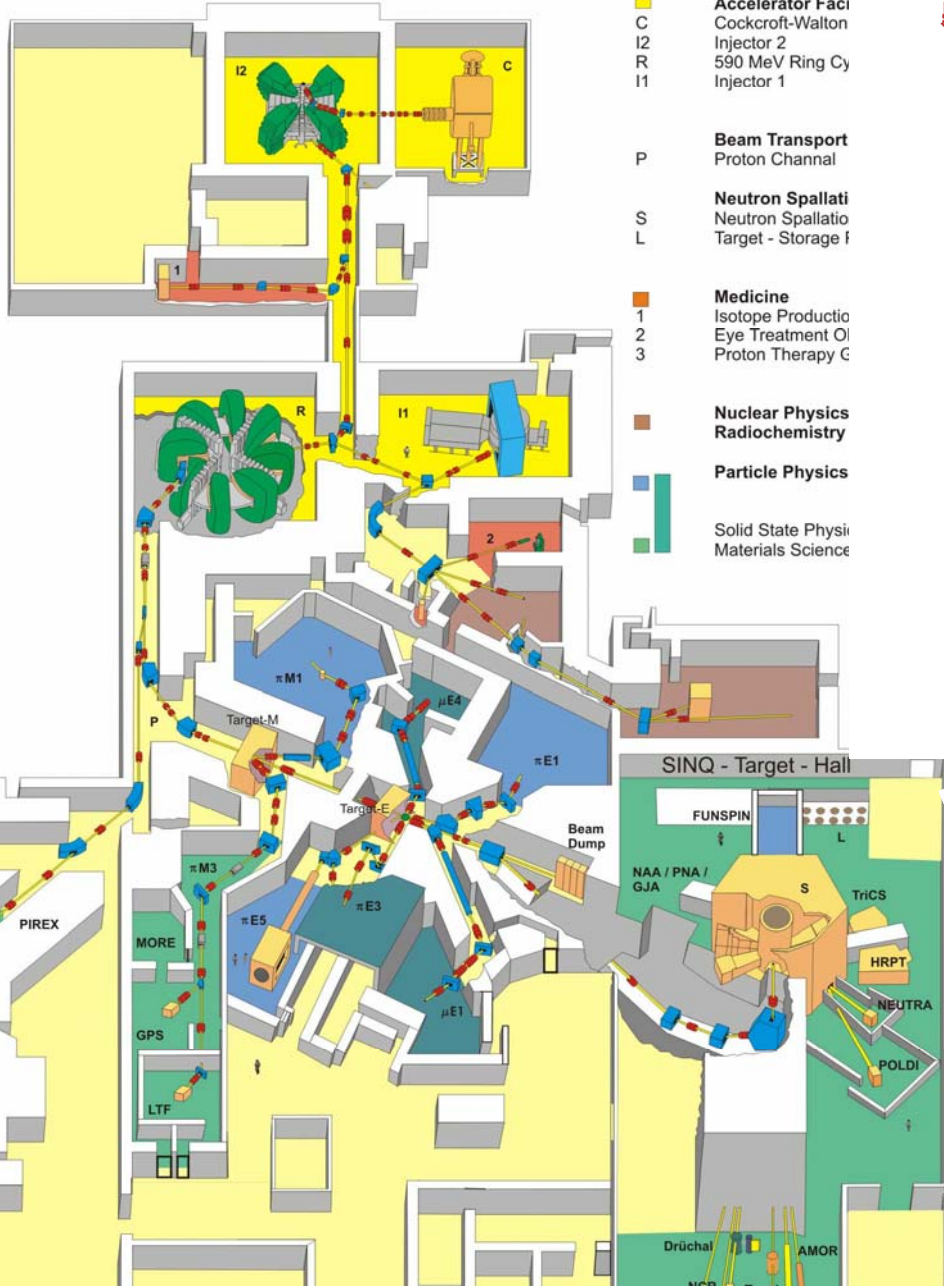 Accelerator Faci
C Cockcroft-Walton
I2 Injector 2
R 590 MeV Ring Cy
I1 Injector 1
Beam Transport
P Proton Channal
Neutron Spallati
S Neutron Spallatio
L Target - Storage
Medicine
1 Isotope Productio
2 Eye Treatment O
3 Proton Therapy G
Nuclear Physics
Radiochemistry
Particle Physics
Solid State Physi
Materials Science
I2
C
1
R
I1
2
πM1
μE4
P
Target-M
πE1
SINQ - Target - Hall
Target-E
FUNSPIN
L
Beam
Dump
πM3
NAA / PNA /
GJA
S
TriCS
PIREX
πE5
πE3
MORE
HRPT
NEUTRA
μE1
GPS
POLDI
LTF
Drüchal
AMOR